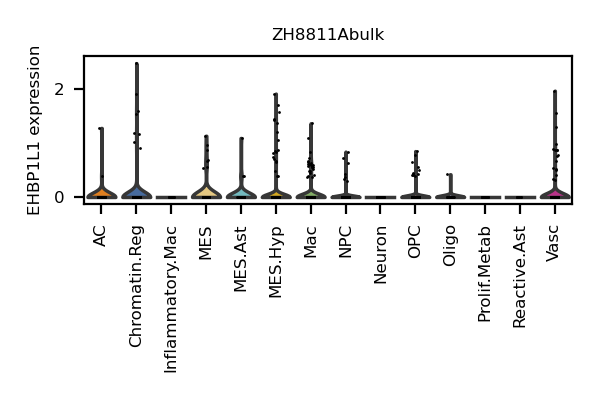 ZH8811Abulk
EHBP1L1 expression
2
0
AC
Chromatin.Reg
Inflammatory.Mac
MES
MES.Ast
MES.Hyp
Mac
NPC
Neuron
OPC
Oligo
Prolif.Metab
Reactive.Ast
Vasc